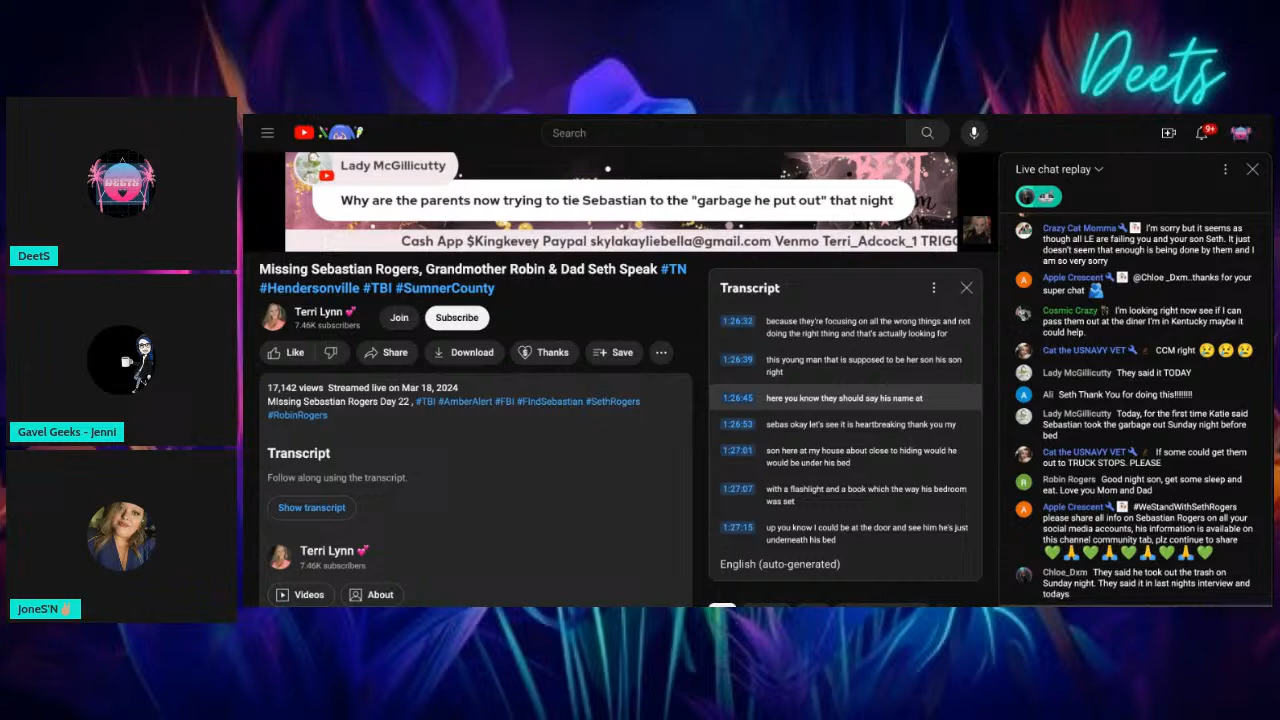 Deets
DEETS
DeetS
Gavel Geeks - Jenni
JoneS'N✌🏼
Search
9+
Lady McGillicutty
Why are the parents now trying to tie Sebastian to the "garbage he put out" that night
Cash App $Kingkevey Paypal skylakayliebella@gmail.com Venmo Terri_Adcock_1 TRIGG
Missing Sebastian Rogers, Grandmother Robin & Dad Seth Speak #TN
#Hendersonville #TBI #SumnerCounty
Terri Lynn 💕
7.46K subscribers
Join
Subscribe
Like
Share
Download
Thanks
Save
17,142 views Streamed live on Mar 18, 2024
Missing Sebastian Rogers Day 22 , #TBI #AmberAlert #FBI #FindSebastian #SethRogers
#RobinRogers
Transcript
Follow along using the transcript.
Show transcript
Terri Lynn 💕
7.46K subscribers
Videos
About
Transcript
1:26:32 because they're focusing on all the wrong things and not
doing the right thing and that's actually looking for
1:26:39 this young man that is supposed to be her son his son
right
1:26:45 here you know they should say his name at
1:26:53 sebas okay let's see it is heartbreaking thank you my
1:27:01 son here at my house about close to hiding would he
would be under his bed
1:27:07 with a flashlight and a book which the way his bedroom
was set
1:27:15 up you know I could be at the door and see him he's just
underneath his bed
English (auto-generated)
Live chat replay
Crazy Cat Momma I'm sorry but it seems as
though all LE are failing you and your son Seth. It just
doesn't seem that enough is being done by them and I
am so very sorry
Apple Crescent @Chloe_Dxm..thanks for your
super chat
Cosmic Crazy I'm looking right now see if I can
pass them out at the diner I'm in Kentucky maybe it
could help.
Cat the USNAVY VET CCM right 😢😢😢
Lady McGillicutty They said it TODAY
Ali Seth Thank You for doing this!!!!!!!!!
Lady McGillicutty Today, for the first time Katie said
Sebastian took the garbage out Sunday night before
bed
Cat the USNAVY VET If some could get them
out to TRUCK STOPS. PLEASE
Robin Rogers Good night son, get some sleep and
eat. Love you Mom and Dad
Apple Crescent #WeStandWithSethRogers
please share all info on Sebastian Rogers on all your
social media accounts, his information is available on
this channel community tab, plz continue to share
💚🙏💚🙏💚🙏💚🙏💚
Chloe_Dxm They said he took out the trash on
Sunday night. They said it in last nights interview and
todays